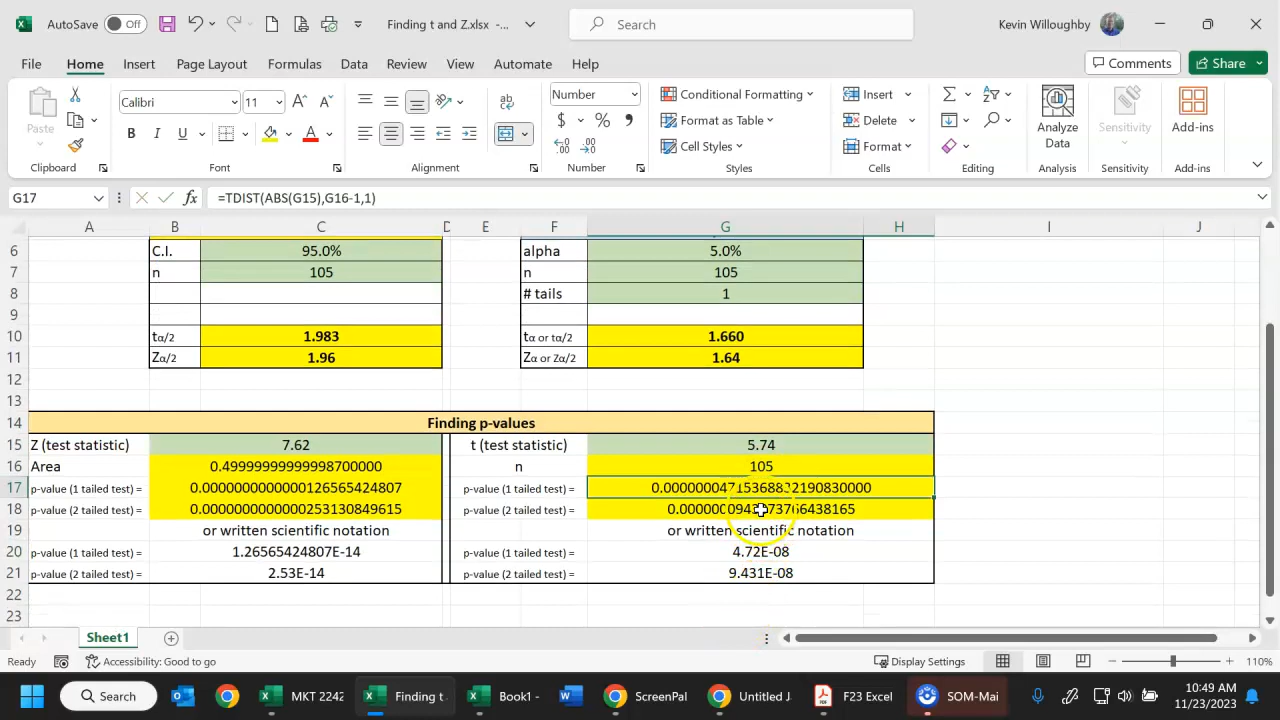 AutoSave Off Finding t and Z.xlsx -... Search Kevin Willoughby
File Home Insert Page Layout Formulas Data Review View Automate Help Comments Share
Paste Calibri 11 Number Conditional Formatting Insert
B I U $ % Format as Table Delete Analyze Data Sensitivity Add-ins
Cell Styles Format
Clipboard Font Alignment Number Styles Cells Editing Analysis Sensitivity Add-ins
G17 fx =TDIST(ABS(G15),G16-1,1)
A B C D E F G H I J
6 C.I. 95.0% alpha 5.0%
7 n 105 n 105
8 # tails 1
9
10 tα/2 1.983 tα or tα/2 1.660
11 Zα/2 1.96 Zα or Zα/2 1.64
12
13
14 Finding p-values
15 Z (test statistic) 7.62 t (test statistic) 5.74
16 Area 0.49999999999998700000 n 105
17 p-value (1 tailed test) = 0.0000000000000126565424807 p-value (1 tailed test) =
18 p-value (2 tailed test) = 0.0000000000000253130849615 p-value (2 tailed test) =
19 or written scientific notation or written scientific notation
20 p-value (1 tailed test) = 1.26565424807E-14 p-value (1 tailed test) = 4.72E-08
21 p-value (2 tailed test) = 2.53E-14 p-value (2 tailed test) = 9.431E-08
22
23
Sheet1
Ready Accessibility: Good to go Display Settings 110%
Search MKT 2242 Finding t Book1 - ScreenPal Untitled J F23 Excel SOM-Mai 10:49 AM
11/23/2023